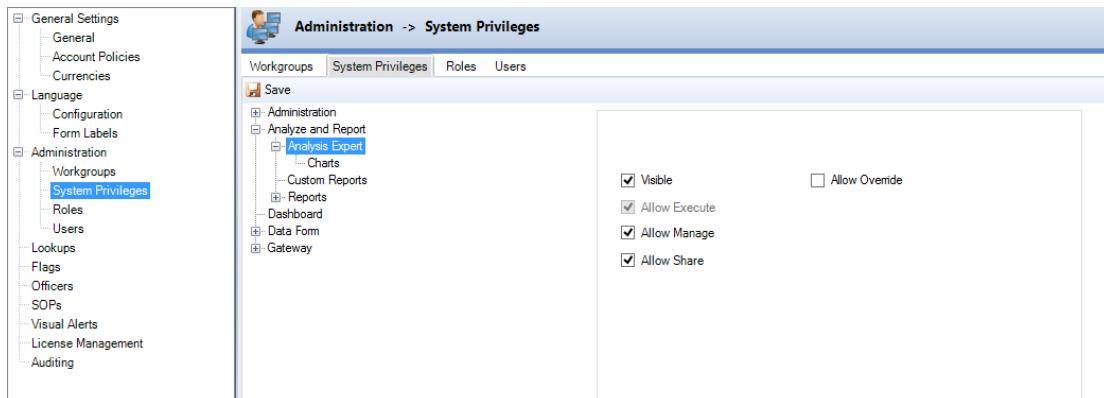 General Settings
General
Account Policies
Currencies
Language
Configuration
Form Labels
Administration
Workgroups
System Privileges
Roles
Users
Lookups
Flags
Officers
SOPs
Visual Alerts
License Management
Auditing
Administration -> System Privileges
Workgroups System Privileges Roles Users
Save
Administration
Analyze and Report
Analysis Expert
Charts
Custom Reports
Reports
Dashboard
Data Form
Gateway
Visible Allow Override
Allow Execute
Allow Manage
Allow Share